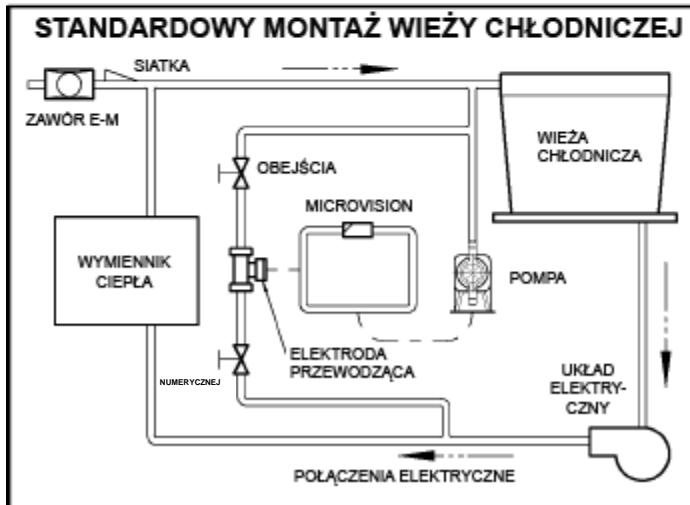 STANDARDOWY MONTAŻ WIEŻY CHŁODNICZEJ
SIATKA
ZAWÓR E-M
WIEŻA
CHŁODNICZA
OBEJŚCIA
MICROVISION
WYMIENNIK
CIEPŁA
POMPA
ELEKTRODA
PRZEWODZĄCA
NUMERYCZNEJ
UKŁAD
ELEKTRY-
CZNY
POŁĄCZENIA ELEKTRYCZNE